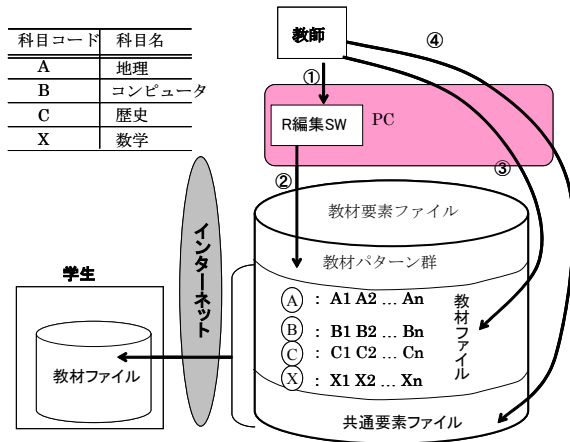 科目コード 科目名
A 地理
B コンピュータ
C 歴史
X 数学
教師
①
④
R編集SW
PC
②
③
教材要素ファイル
教材パターン群
Ⓐ : A1 A2 … An
Ⓑ : B1 B2 … Bn
Ⓒ : C1 C2 … Cn
Ⓧ : X1 X2 … Xn
教材ファイル
共通要素ファイル
インターネット
学生
教材ファイル